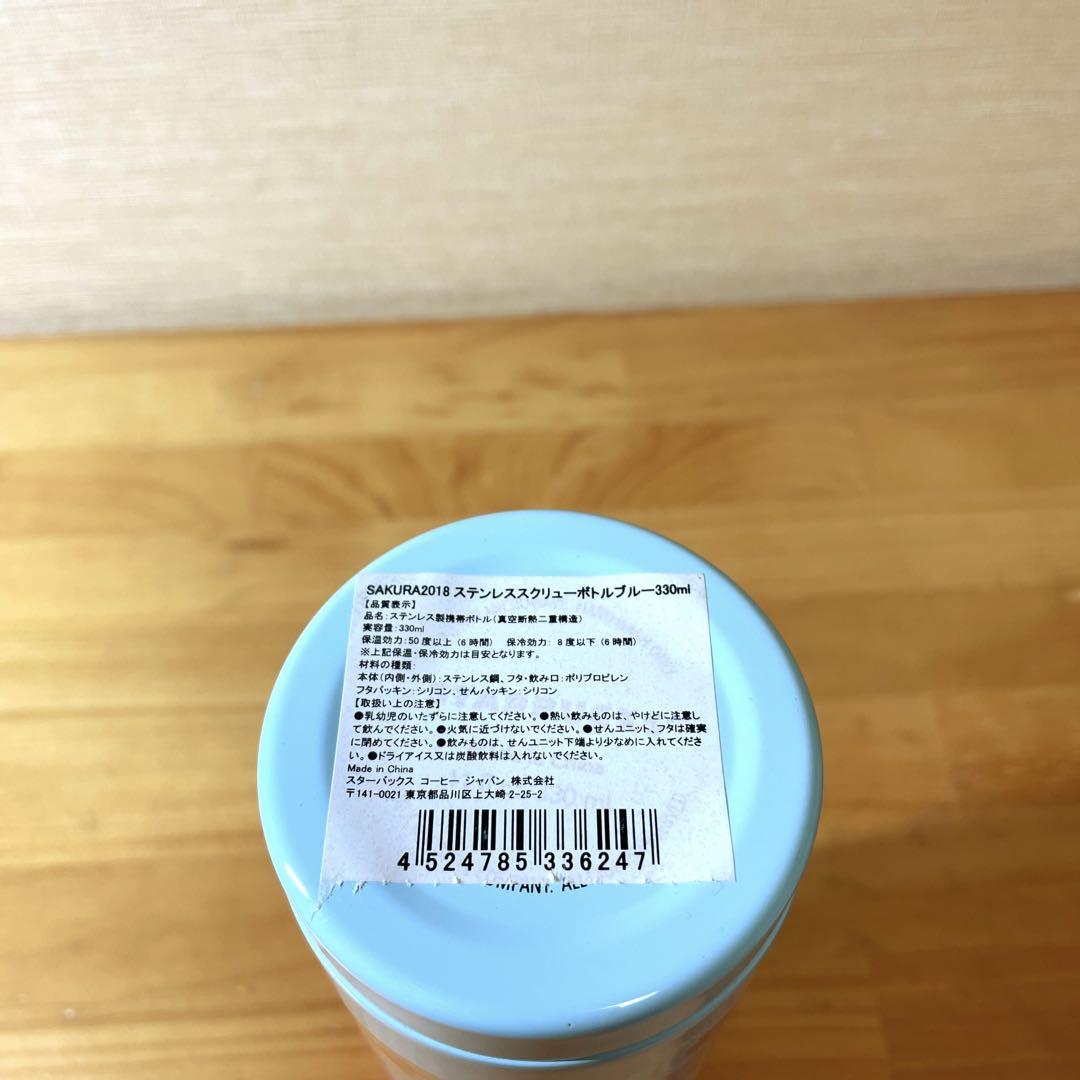 SAKURA2018 ステンレススクリューボトルブルー330ml
【品質表示】
品名:ステンレス製携帯ボトル(真空断熱二重構造)
実容量:330ml
保温効力:50度以上(6時間) 保冷効力: 8度以下(6時間)
※上記保温・保冷効力は目安となります。
材料の種類:
本体(内側・外側):ステンレス鋼、フタ・飲み口:ポリプロピレン
フタパッキン:シリコン、せんパッキン:シリコン
【取扱い上の注意】
●乳幼児のいたずらに注意してください。●熱い飲みものは、やけどに注意し
て飲んでください。●火気に近づけないでください。●せんユニット、フタは確実
に閉めてください。●飲みものは、せんユニット下端より少なめに入れてくださ
い。●ドライアイス又は炭酸飲料は入れないでください。
Made in China
スターバックス コーヒー ジャパン 株式会社
〒141-0021 東京都品川区上大崎 2-25-2
4 524785 336247